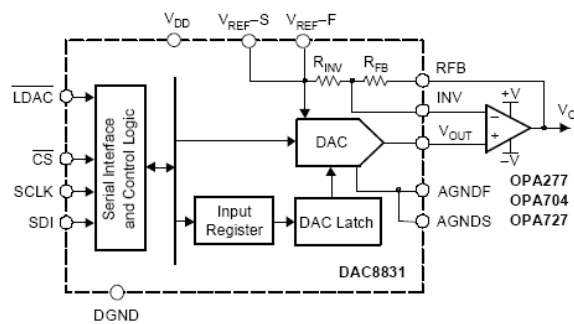 VDD
VREF–S
VREF–F
RINV
RFB
RFB
LDAC
INV
+V
VO
CS
Serial Interface and Control Logic
DAC
VOUT
–V
SCLK
SDI
Input Register
DAC Latch
AGNDF
AGNDS
OPA277
OPA704
OPA727
DAC8831
DGND